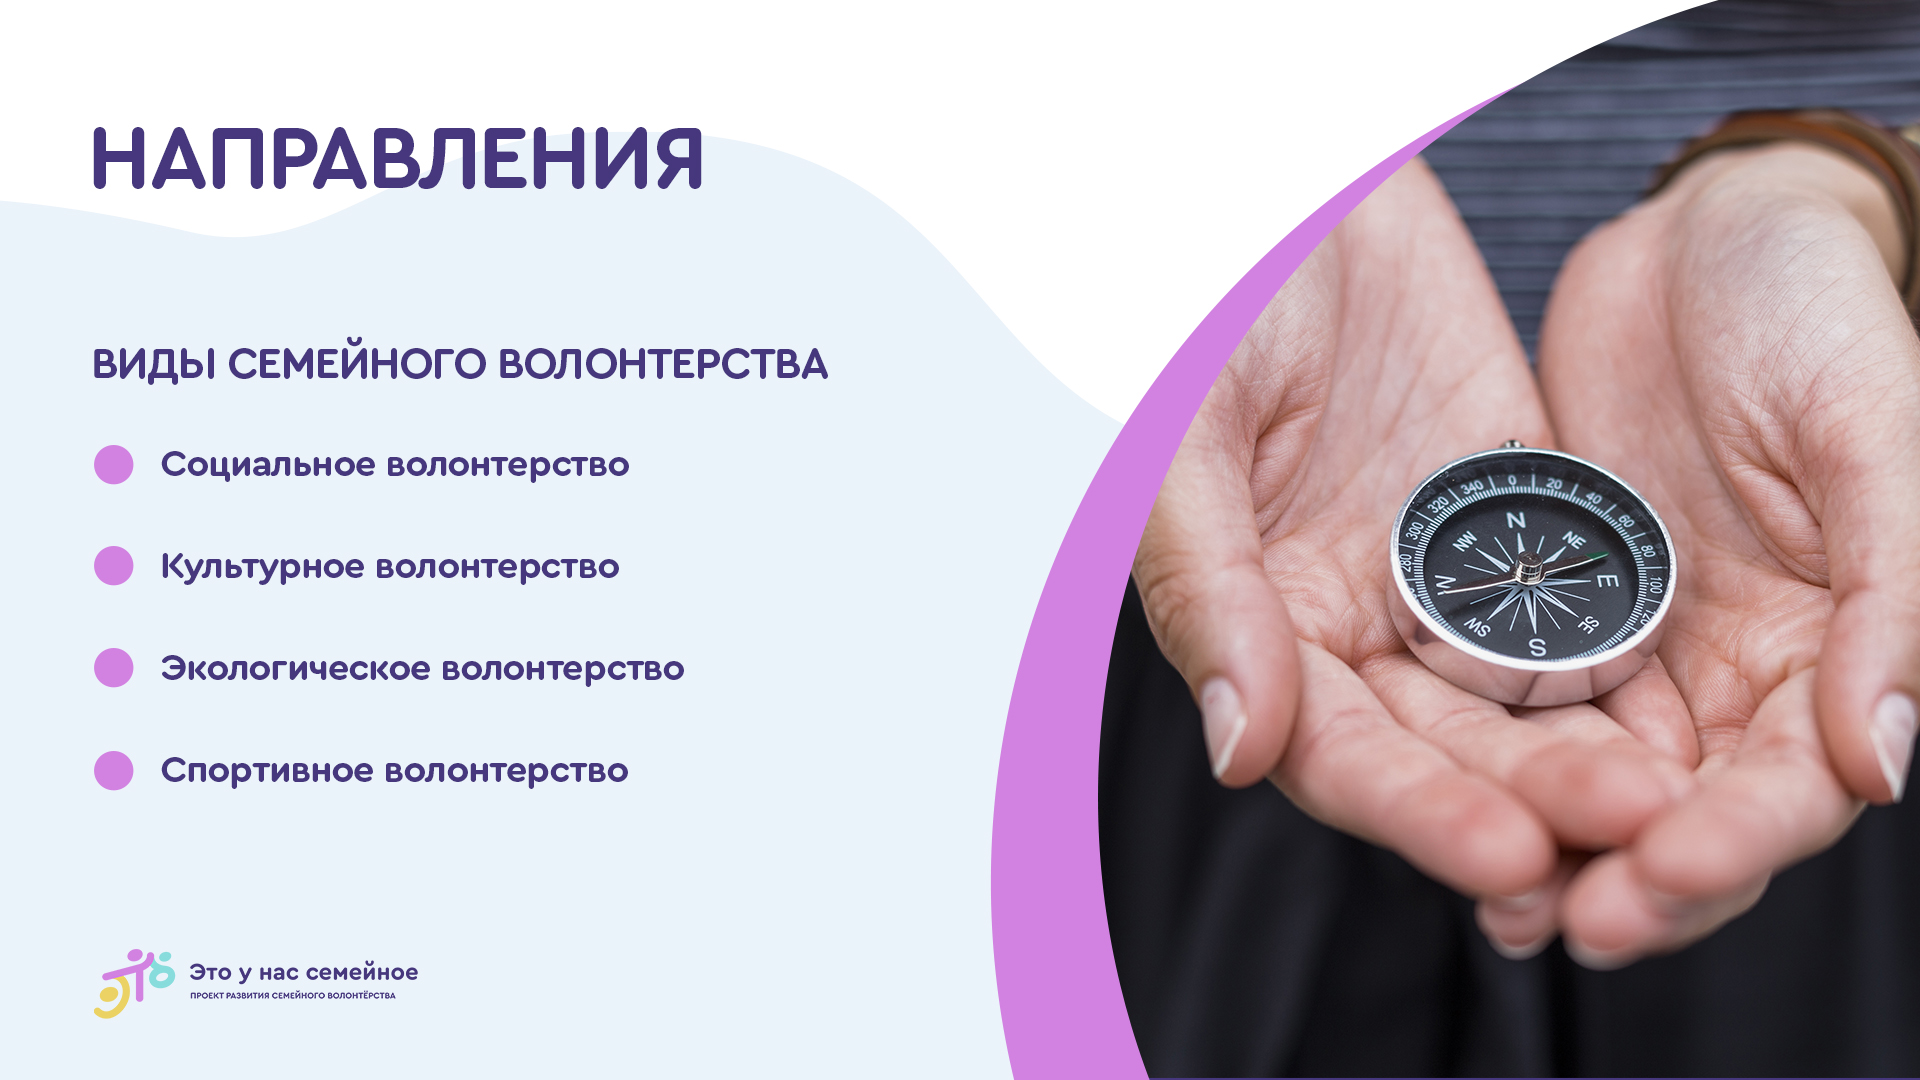 НАПРАВЛЕНИЯ
ВИДЫ СЕМЕЙНОГО ВОЛОНТЕРСТВА
Социальное волонтерство
Культурное волонтерство
Экологическое волонтерство
Спортивное волонтерство
Это у нас семейное
ПРОЕКТ РАЗВИТИЯ СЕМЕЙНОГО ВОЛОНТЁРСТВА
280 300 320 340 0 20 40 60 80 100 120
N
NW NE
W E
SW SE
S